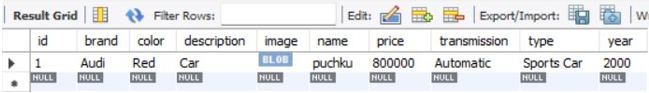 Result Grid Filter Rows: Edit: Export/Import:
id brand color description image name price transmission type year
1 Audi Red Car BLOB puchku 800000 Automatic Sports Car 2000
NULL NULL NULL NULL NULL NULL NULL NULL NULL NULL